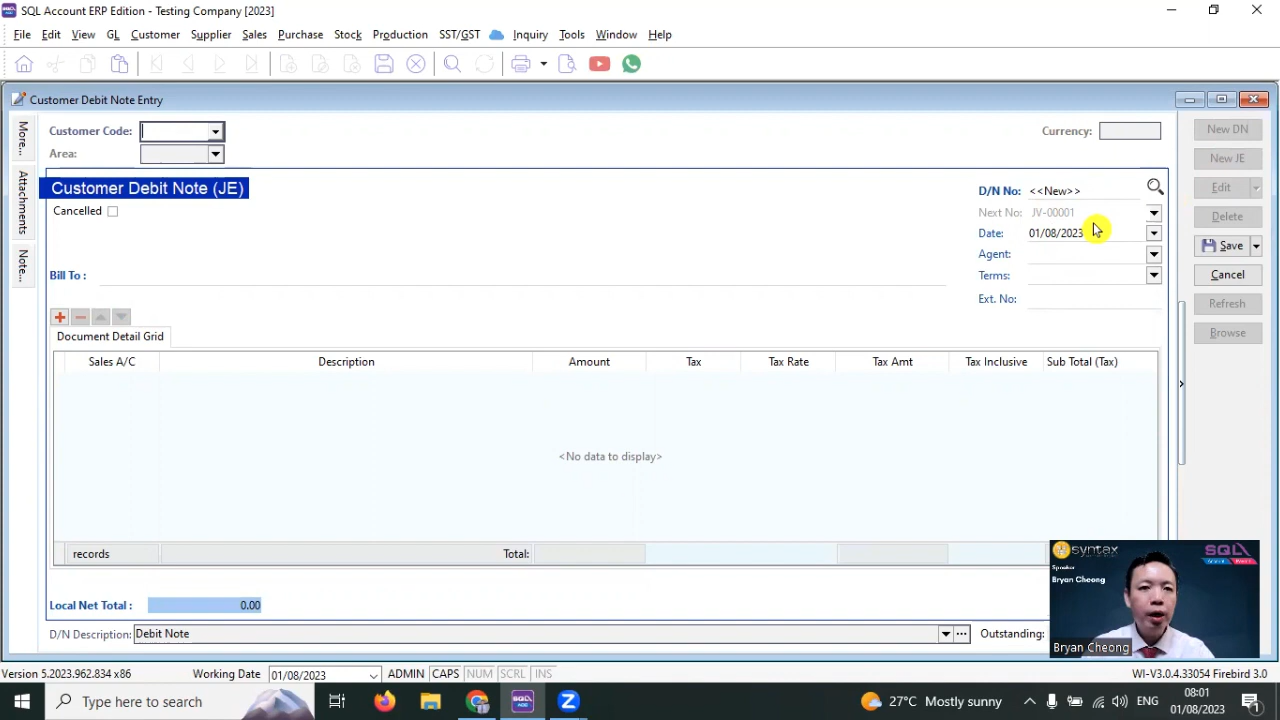 SQL Account ERP Edition - Testing Company [2023]
File Edit View GL Customer Supplier Sales Purchase Stock Production SST/GST Inquiry Tools Window Help
Customer Debit Note Entry
More...
Attachments
Note...
Customer Code:
Currency:
New DN
Area:
New JE
Customer Debit Note (JE)
D/N No: <<New>>
Edit
Cancelled
Next No: JV-00001
Delete
Date: 01/08/2023
Save
Agent:
Bill To :
Terms:
Cancel
Ext. No:
Refresh
Document Detail Grid
Browse
Sales A/C Description Amount Tax Tax Rate Tax Amt Tax Inclusive Sub Total (Tax)
<No data to display>
records Total:
syntax
SQL
Speaker
Bryan Cheong
Local Net Total : 0.00
D/N Description: Debit Note
Outstanding:
Bryan Cheong
Version 5.2023.962.834 x86 Working Date 01/08/2023 ADMIN CAPS NUM SCRL INS WI-V3.0.4.33054 Firebird 3.0
Type here to search
27°C Mostly sunny
ENG
08:01
01/08/2023
1